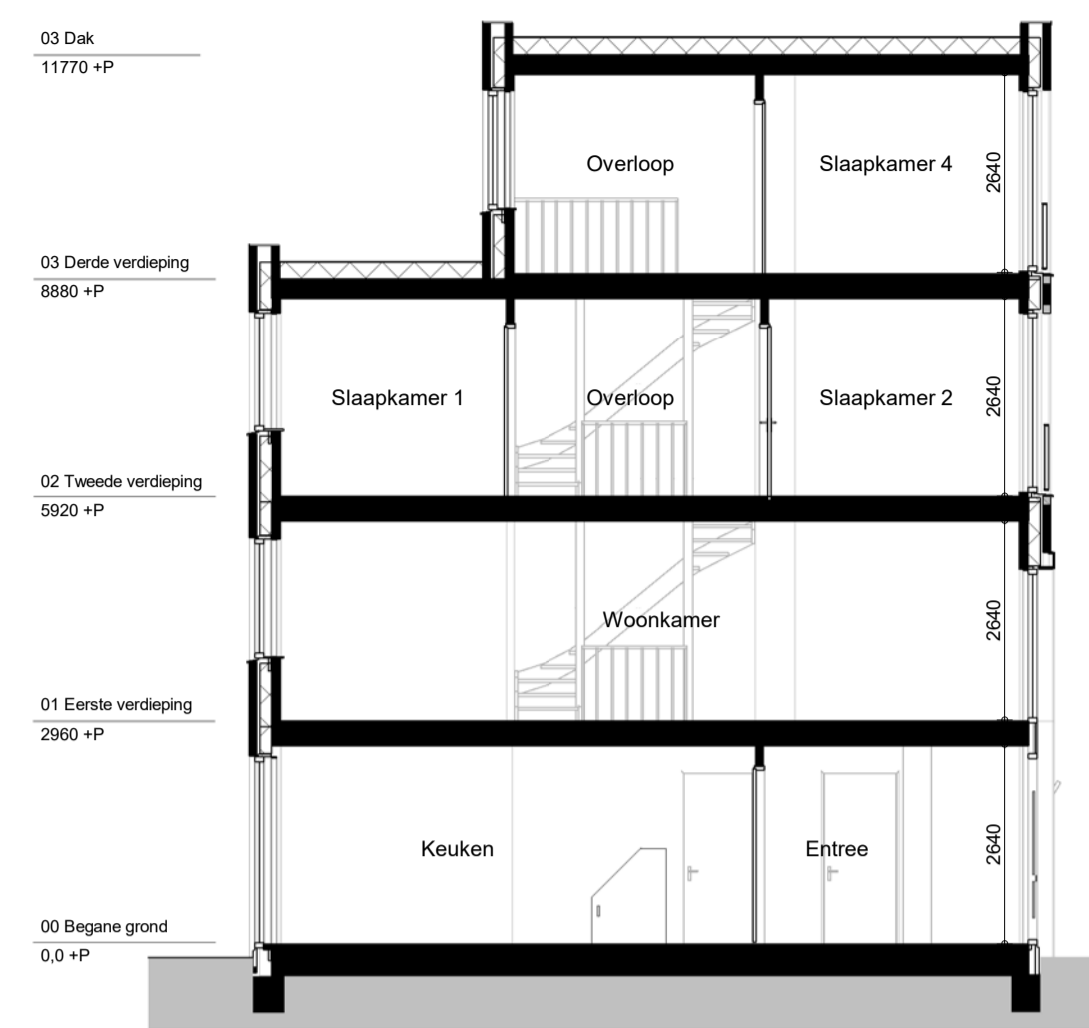 03 Dak
11770 +P
Overloop
Slaapkamer 4
2640
03 Derde verdieping
8880 +P
Slaapkamer 1
Overloop
Slaapkamer 2
2640
02 Tweede verdieping
5920 +P
Woonkamer
2640
01 Eerste verdieping
2960 +P
Keuken
Entree
2640
00 Begane grond
0,0 +P